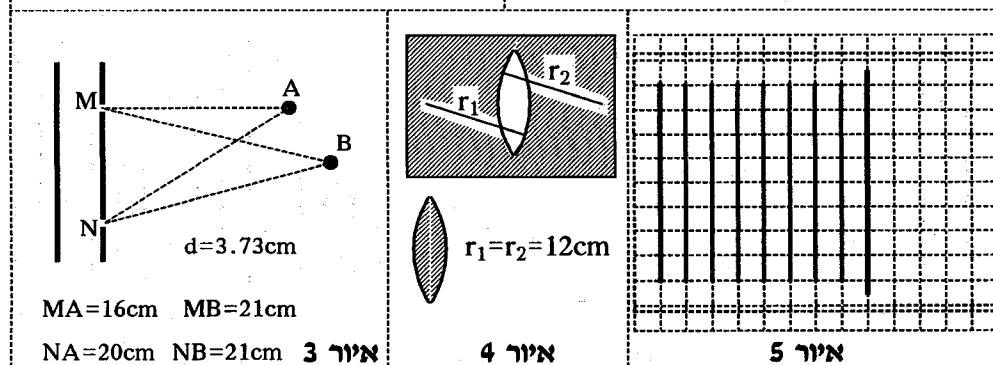 M
A
B
N
d=3.73cm
MA=16cm MB=21cm
NA=20cm NB=21cm איור 3
r₁
r₂
r₁=r₂=12cm
איור 4
איור 5